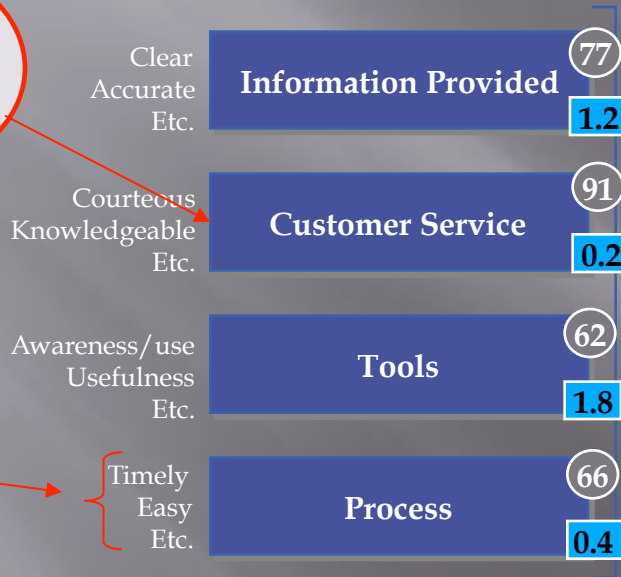 Clear
Accurate
Etc.
Information Provided
77
1.2
Courteous
Knowledgeable
Etc.
Customer Service
91
0.2
Awareness/use
Usefulness
Etc.
Tools
62
1.8
Timely
Easy
Etc.
Process
66
0.4